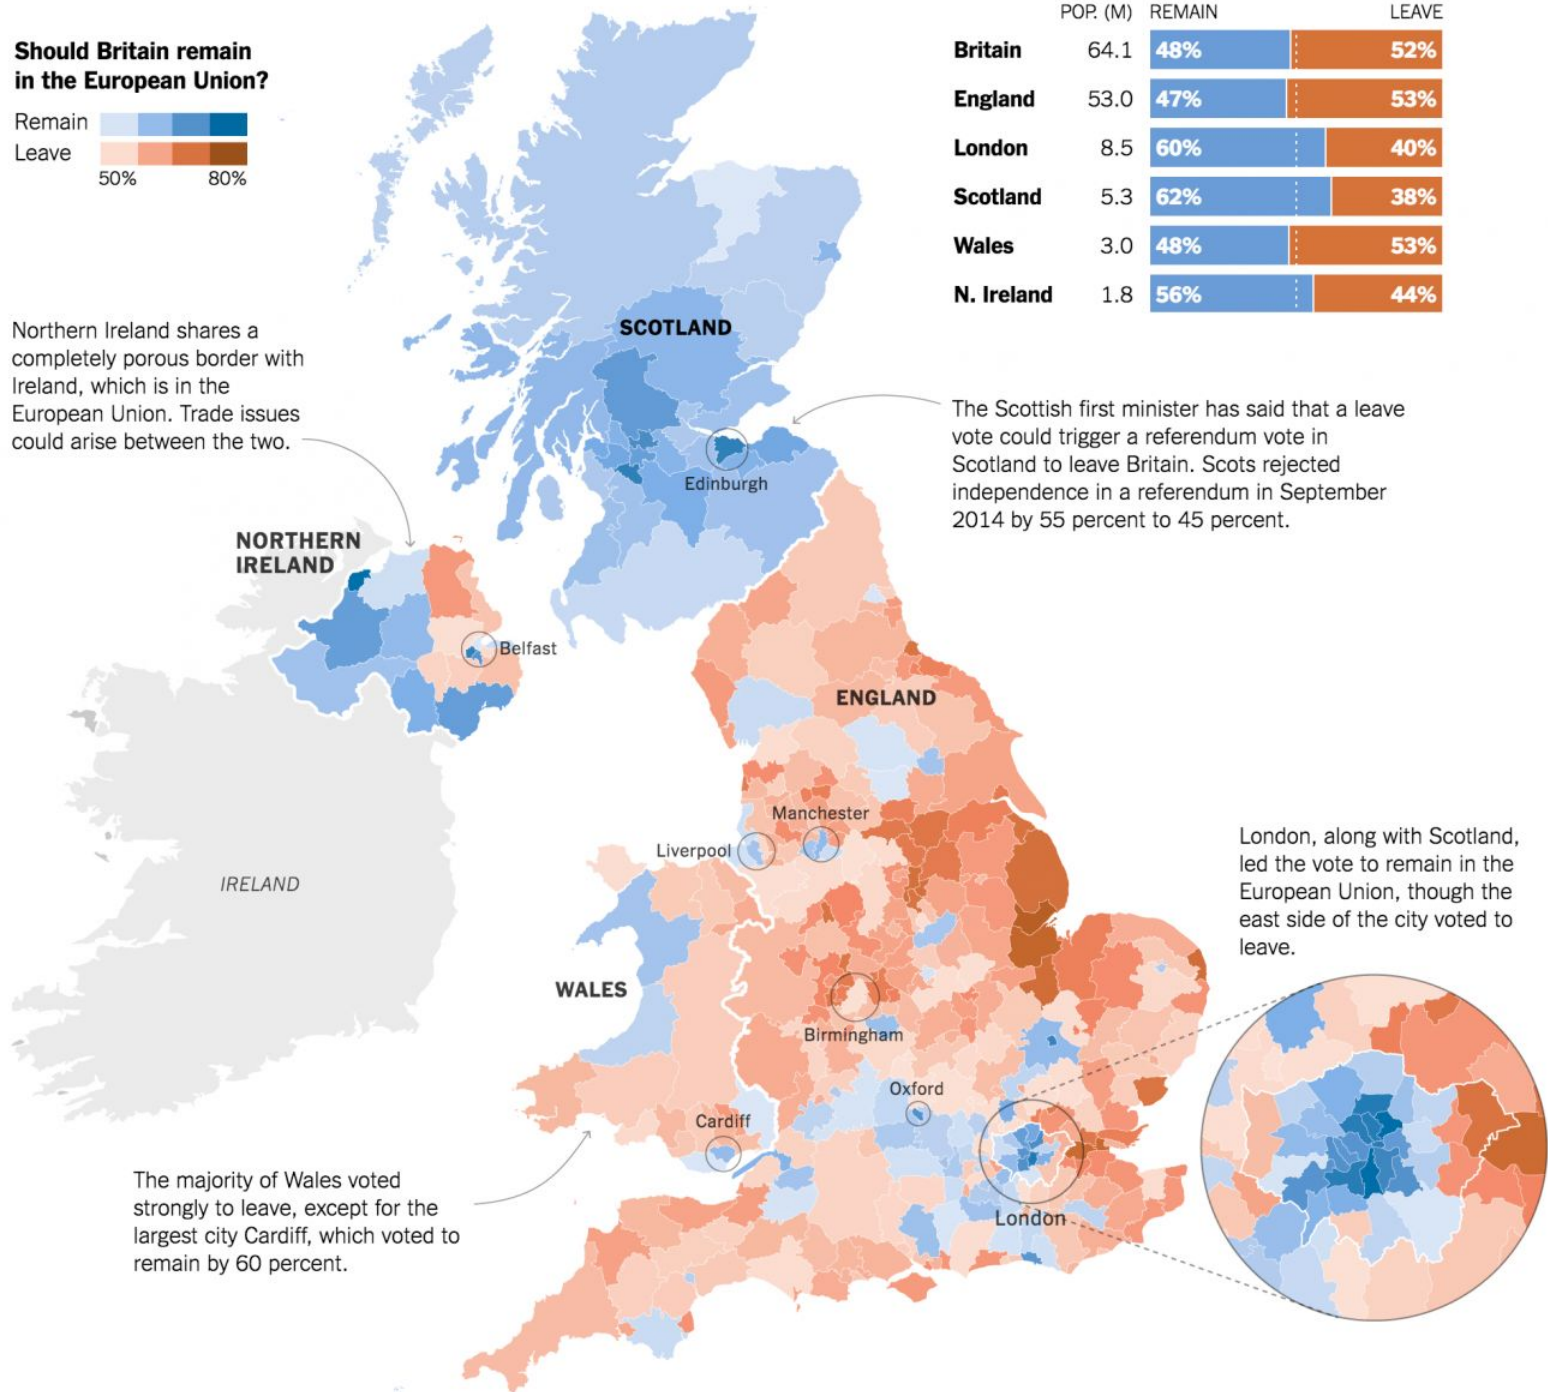 Should Britain remain
in the European Union?
Remain
Leave
50% 80%
POP. (M) REMAIN LEAVE
Britain 64.1 48% 52%
England 53.0 47% 53%
London 8.5 60% 40%
Scotland 5.3 62% 38%
Wales 3.0 48% 53%
N. Ireland 1.8 56% 44%
Northern Ireland shares a
completely porous border with
Ireland, which is in the
European Union. Trade issues
could arise between the two.
SCOTLAND
Edinburgh
The Scottish first minister has said that a leave
vote could trigger a referendum vote in
Scotland to leave Britain. Scots rejected
independence in a referendum in September
2014 by 55 percent to 45 percent.
NORTHERN
IRELAND
Belfast
ENGLAND
Manchester
Liverpool
IRELAND
London, along with Scotland,
led the vote to remain in the
European Union, though the
east side of the city voted to
leave.
WALES
Birmingham
Oxford
Cardiff
London
The majority of Wales voted
strongly to leave, except for the
largest city Cardiff, which voted to
remain by 60 percent.